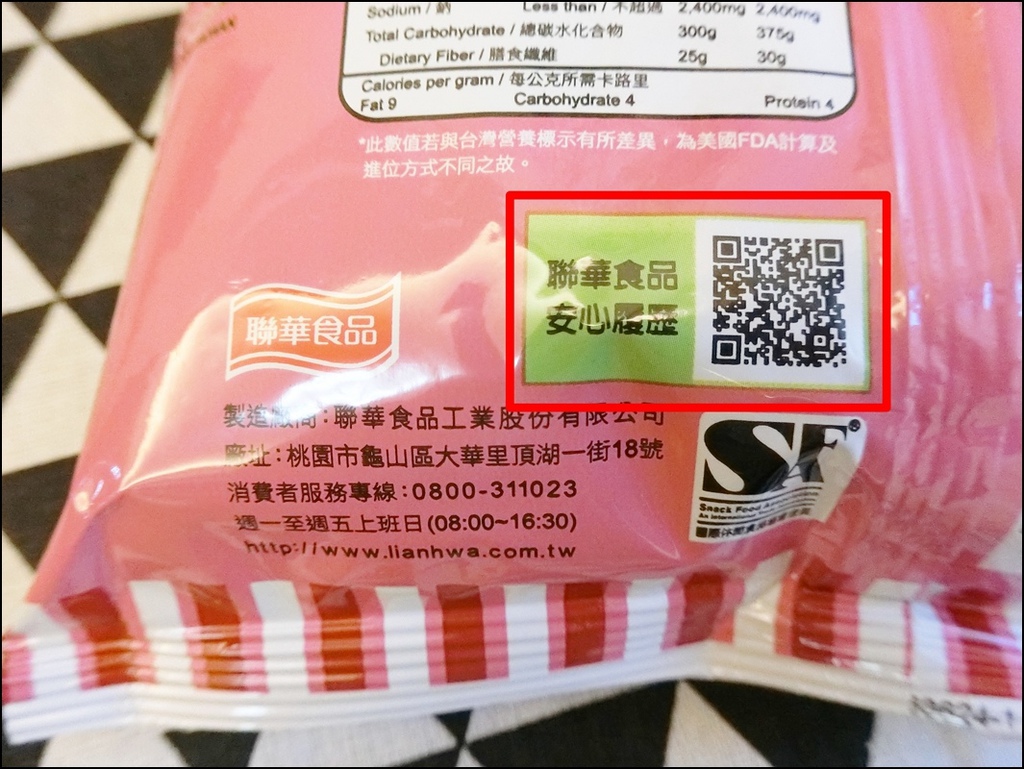 Sodium / 鈉 Less than / 不超過 2,400mg 2,400mg
Total Carbohydrate / 總碳水化合物 300g 375g
Dietary Fiber / 膳食纖維 25g 30g
Calories per gram / 每公克所需卡路里
Fat 9 Carbohydrate 4 Protein 4
*此數值若與台灣營養標示有所差異，為美國FDA計算及
進位方式不同之故。
聯華食品
安心履歷
聯華食品
製造廠商:聯華食品工業股份有限公司
廠址:桃園市龜山區大華里頂湖一街18號
消費者服務專線:0800-311023
週一至週五上班日(08:00~16:30)
http://www.lianhwa.com.tw
SFA®
Snack Food